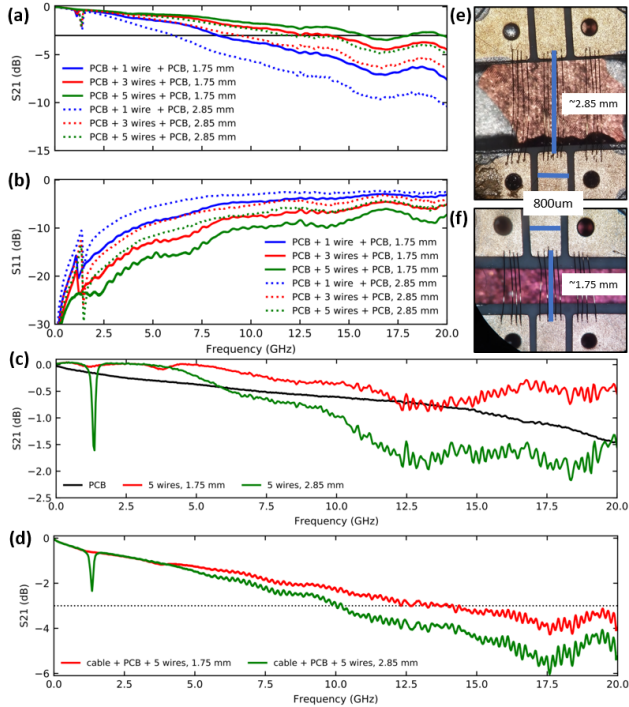 (a)
0
−5
−10
−15
S21 (dB)
PCB + 1 wire + PCB, 1.75 mm
PCB + 3 wires + PCB, 1.75 mm
PCB + 5 wires + PCB, 1.75 mm
PCB + 1 wire + PCB, 2.85 mm
PCB + 3 wires + PCB, 2.85 mm
PCB + 5 wires + PCB, 2.85 mm
(b)
0
−10
−20
−30
S11 (dB)
PCB + 1 wire + PCB, 1.75 mm
PCB + 3 wires + PCB, 1.75 mm
PCB + 5 wires + PCB, 1.75 mm
PCB + 1 wire + PCB, 2.85 mm
PCB + 3 wires + PCB, 2.85 mm
PCB + 5 wires + PCB, 2.85 mm
0.0 2.5 5.0 7.5 10.0 12.5 15.0 17.5 20.0
Frequency (GHz)
(e)
~2.85 mm
800um
(f)
~1.75 mm
(c)
0.0
−0.5
−1.0
−1.5
−2.0
−2.5
S21 (dB)
PCB 5 wires, 1.75 mm 5 wires, 2.85 mm
0.0 2.5 5.0 7.5 10.0 12.5 15.0 17.5 20.0
Frequency (GHz)
(d)
0
−2
−4
−6
S21 (dB)
cable + PCB + 5 wires, 1.75 mm cable + PCB + 5 wires, 2.85 mm
0.0 2.5 5.0 7.5 10.0 12.5 15.0 17.5 20.0
Frequency (GHz)